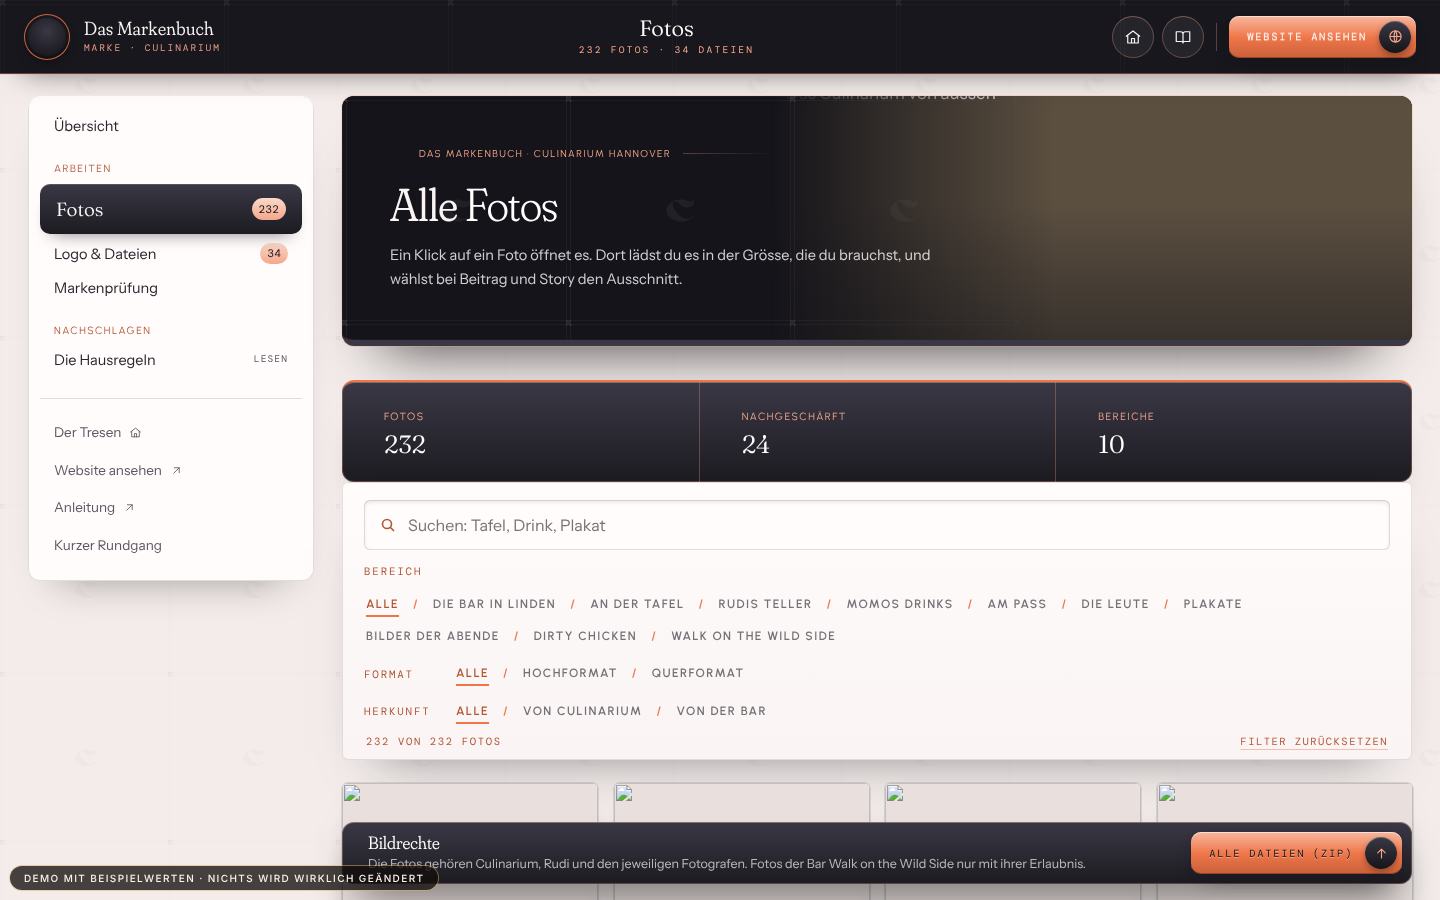 Das Markenbuch
MARKE · CULINARIUM
Fotos
232 FOTOS · 34 DATEIEN
WEBSITE ANSEHEN
Übersicht
ARBEITEN
Fotos 232
Logo & Dateien 34
Markenprüfung
NACHSCHLAGEN
Die Hausregeln LESEN
Der Tresen
Website ansehen
Anleitung
Kurzer Rundgang
Culinarium von aussen
DAS MARKENBUCH · CULINARIUM HANNOVER
Alle Fotos
Ein Klick auf ein Foto öffnet es. Dort lädst du es in der Grösse, die du brauchst, und
wählst bei Beitrag und Story den Ausschnitt.
FOTOS
232
NACHGESCHÄRFT
24
BEREICHE
10
Suchen: Tafel, Drink, Plakat
BEREICH
ALLE / DIE BAR IN LINDEN / AN DER TAFEL / RUDIS TELLER / MOMOS DRINKS / AM PASS / DIE LEUTE / PLAKATE
BILDER DER ABENDE / DIRTY CHICKEN / WALK ON THE WILD SIDE
FORMAT ALLE / HOCHFORMAT / QUERFORMAT
HERKUNFT ALLE / VON CULINARIUM / VON DER BAR
232 VON 232 FOTOS FILTER ZURÜCKSETZEN
Bildrechte
Die Fotos gehören Culinarium, Rudi und den jeweiligen Fotografen. Fotos der Bar Walk on the Wild Side nur mit ihrer Erlaubnis.
ALLE DATEIEN (ZIP)
DEMO MIT BEISPIELWERTEN · NICHTS WIRD WIRKLICH GEÄNDERT